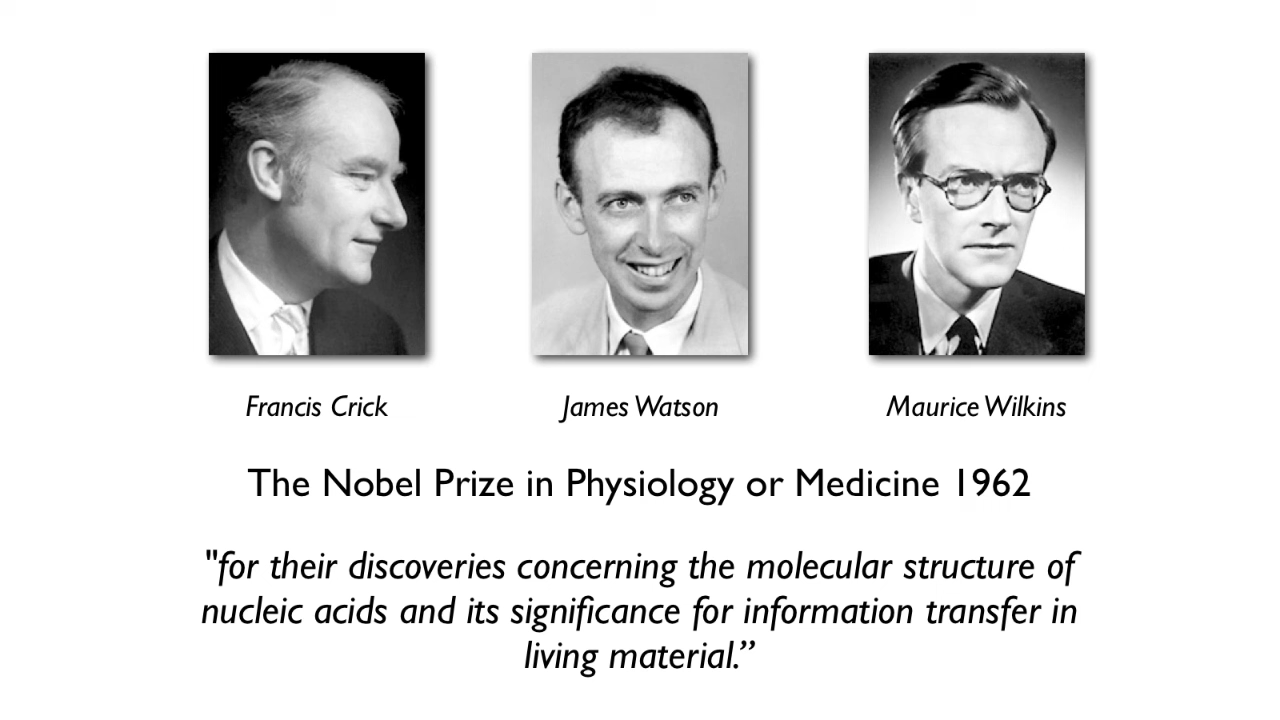 Francis Crick
James Watson
Maurice Wilkins
The Nobel Prize in Physiology or Medicine 1962
"for their discoveries concerning the molecular structure of
nucleic acids and its significance for information transfer in
living material.”